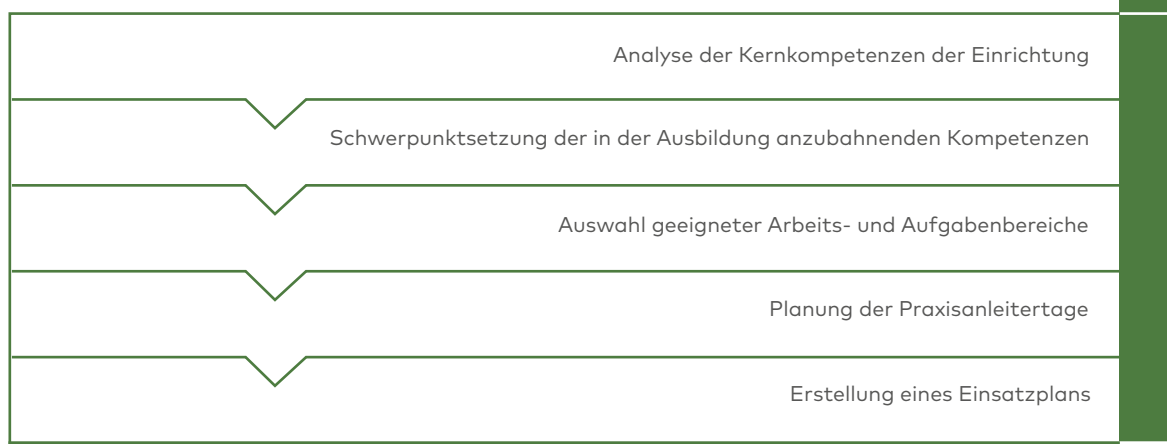 Analyse der Kernkompetenzen der Einrichtung
Schwerpunktsetzung der in der Ausbildung anzubahnenden Kompetenzen
Auswahl geeigneter Arbeits- und Aufgabenbereiche
Planung der Praxisanleitertage
Erstellung eines Einsatzplans